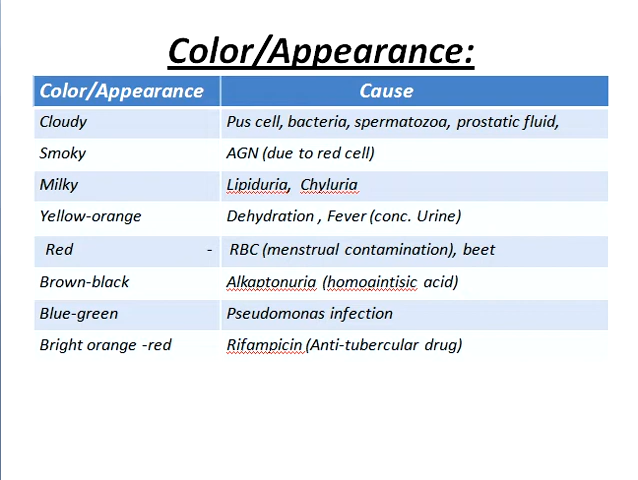 Color/Appearance:
Color/Appearance Cause
Cloudy Pus cell, bacteria, spermatozoa, prostatic fluid,
Smoky AGN (due to red cell)
Milky Lipiduria, Chyluria
Yellow-orange Dehydration , Fever (conc. Urine)
Red - RBC (menstrual contamination), beet
Brown-black Alkaptonuria (homogintisic acid)
Blue-green Pseudomonas infection
Bright orange -red Rifampicin (Anti-tubercular drug)